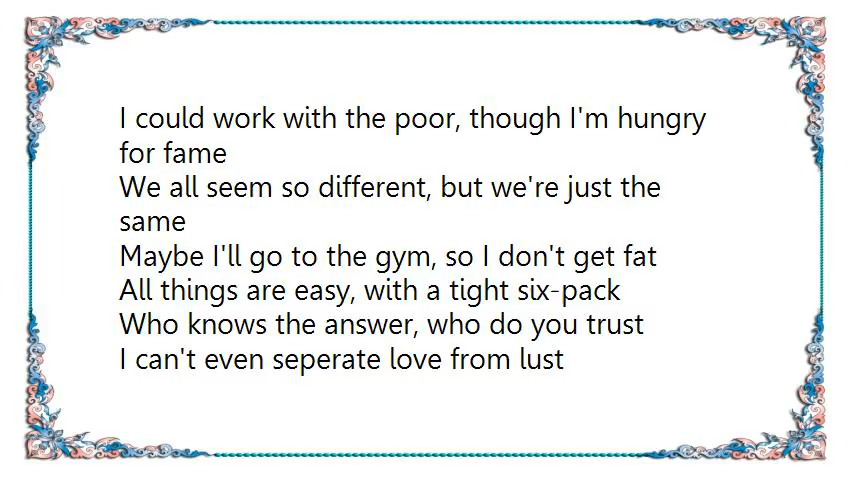 I could work with the poor, though I'm hungry
for fame
We all seem so different, but we're just the
same
Maybe I'll go to the gym, so I don't get fat
All things are easy, with a tight six-pack
Who knows the answer, who do you trust
I can't even seperate love from lust